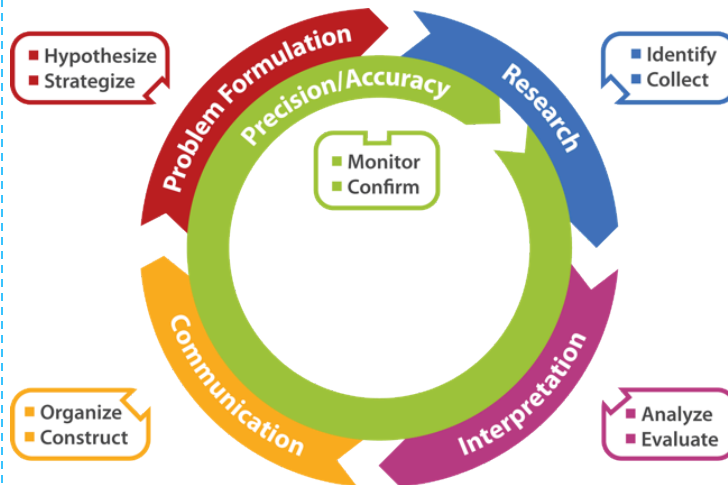 Hypothesize
Strategize
Problem Formulation
Precision/Accuracy
Research
Identify
Collect
Monitor
Confirm
Communication
Interpretation
Organize
Construct
Analyze
Evaluate